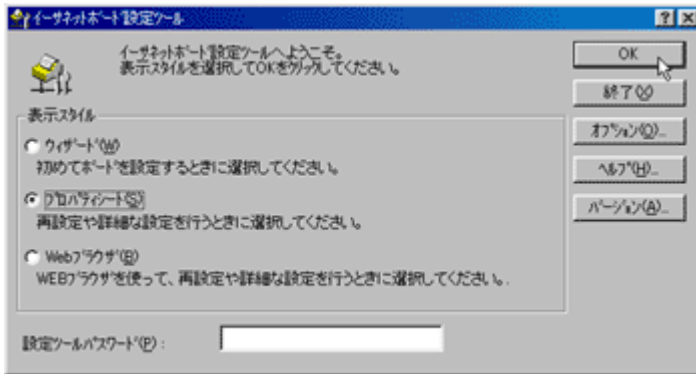 イーサネットボード設定ツール
イーサネットボード設定ツールへようこそ。
表示スタイルを選択してOKをクリックしてください。
OK
終了(X)
オプション(O)...
ヘルプ(H)...
バージョン(A)...
表示スタイル
ウィザード(W)
初めてボードを設定するときに選択してください。
プロパティシート(S)
再設定や詳細な設定を行うときに選択してください。
Webブラウザ(B)
WEBブラウザを使って、再設定や詳細な設定を行うときに選択してください。.
設定ツールパスワード(P) :